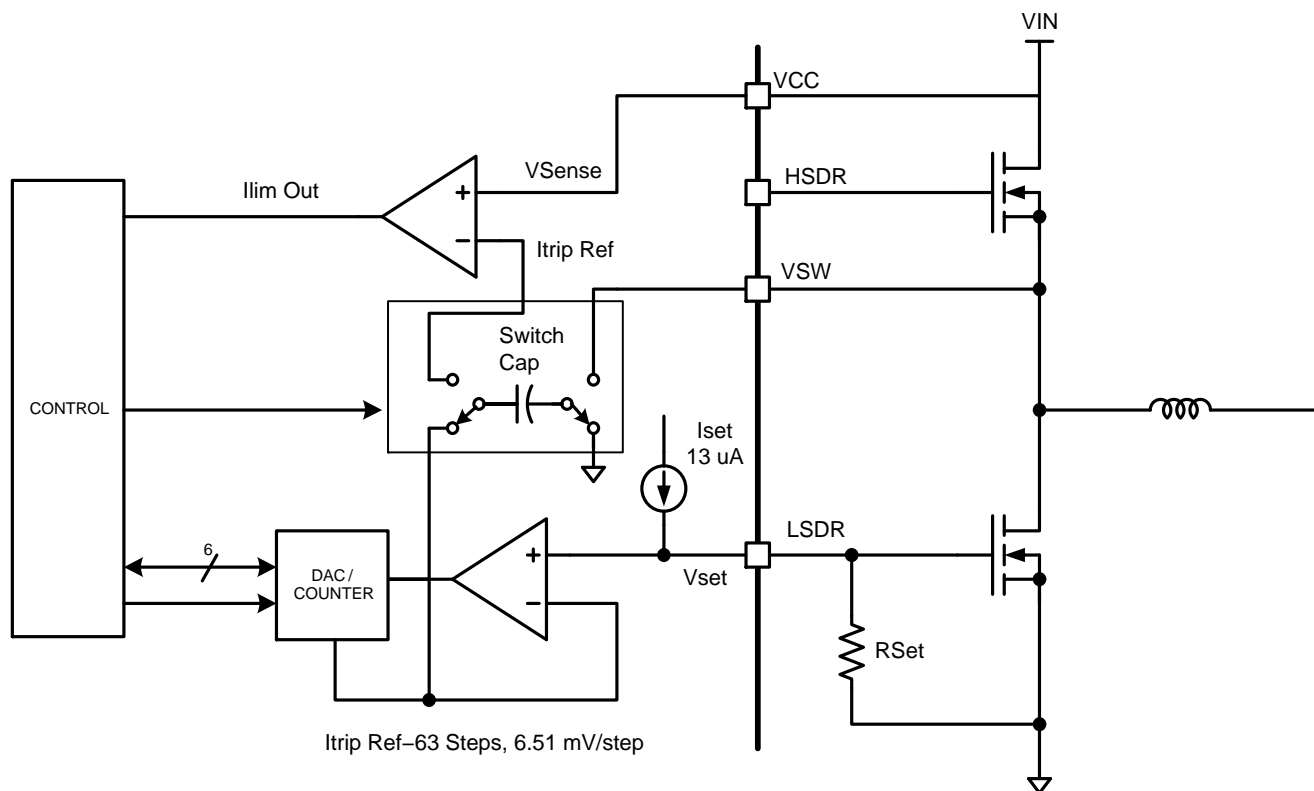 VIN
VCC
VSense
HSDR
Ilim Out
+
−
Itrip Ref
VSW
Switch
Cap
CONTROL
Iset
13 uA
LSDR
6
+
DAC /
COUNTER
Vset
−
RSet
Itrip Ref−63 Steps, 6.51 mV/step